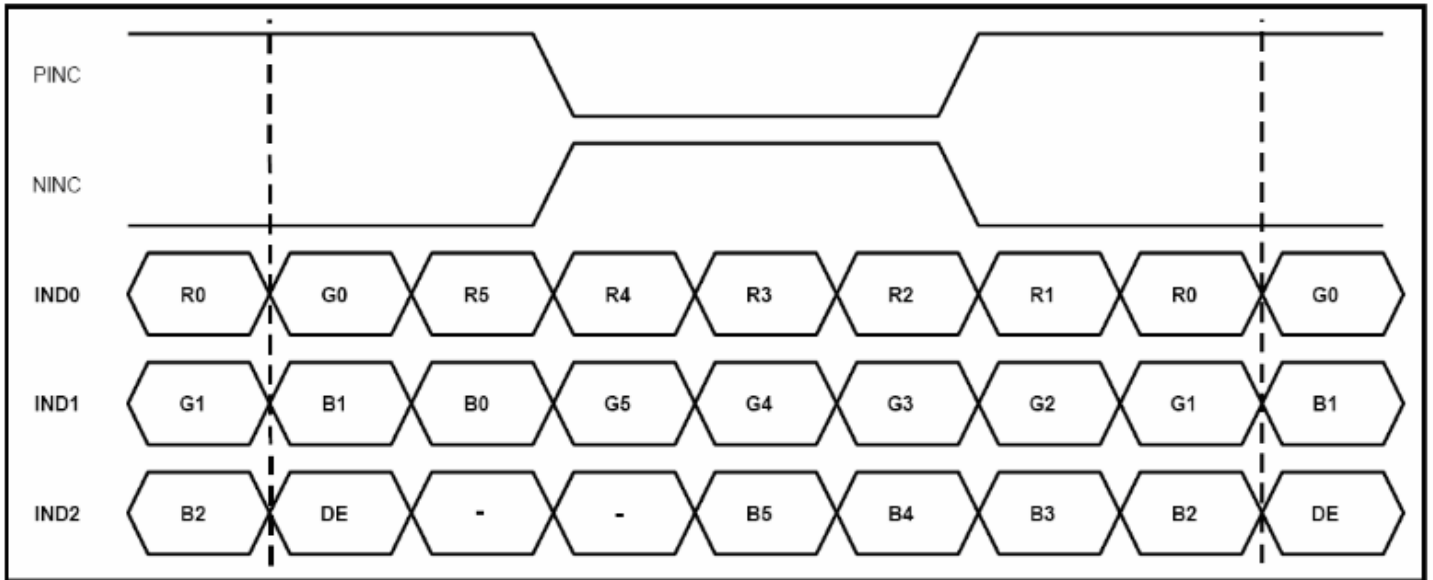 PINC
NINC
IND0 R0 G0 R5 R4 R3 R2 R1 R0 G0
IND1 G1 B1 B0 G5 G4 G3 G2 G1 B1
IND2 B2 DE - - B5 B4 B3 B2 DE